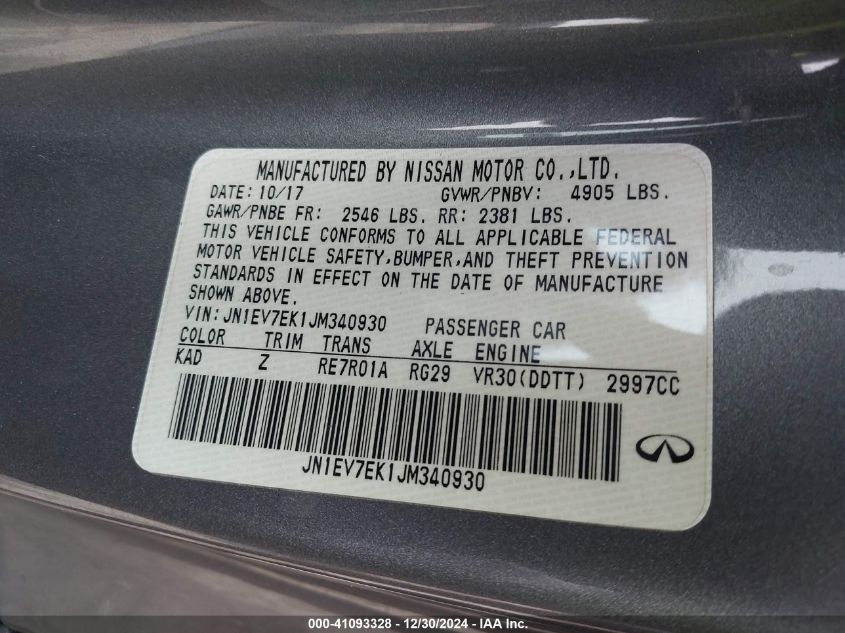 MANUFACTURED BY NISSAN MOTOR CO.,LTD.
DATE: 10/17 GVWR/PNBV: 4905 LBS.
GAWR/PNBE FR: 2546 LBS. RR: 2381 LBS.
THIS VEHICLE CONFORMS TO ALL APPLICABLE FEDERAL
MOTOR VEHICLE SAFETY,BUMPER,AND THEFT PREVENTION
STANDARDS IN EFFECT ON THE DATE OF MANUFACTURE
SHOWN ABOVE.
VIN: JN1EV7EK1JM340930 PASSENGER CAR
COLOR TRIM TRANS AXLE ENGINE
KAD Z RE7R01A RG29 VR30(DDTT) 2997CC
JN1EV7EK1JM340930
000-41093328 - 12/30/2024 - IAA Inc.